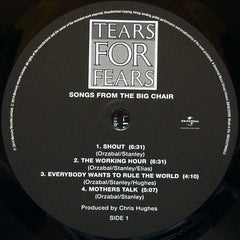 TEARS
FOR
FEARS
SONGS FROM THE BIG CHAIR
UNIVERSAL
1. SHOUT (6:31)
(Orzabal/Stanley)
2. THE WORKING HOUR (6:31)
(Orzabal/Stanley/Elias)
3. EVERYBODY WANTS TO RULE THE WORLD (4:10)
(Orzabal/Stanley/Hughes)
4. MOTHERS TALK (5:07)
(Orzabal/Stanley)
Produced by Chris Hughes
SIDE 1